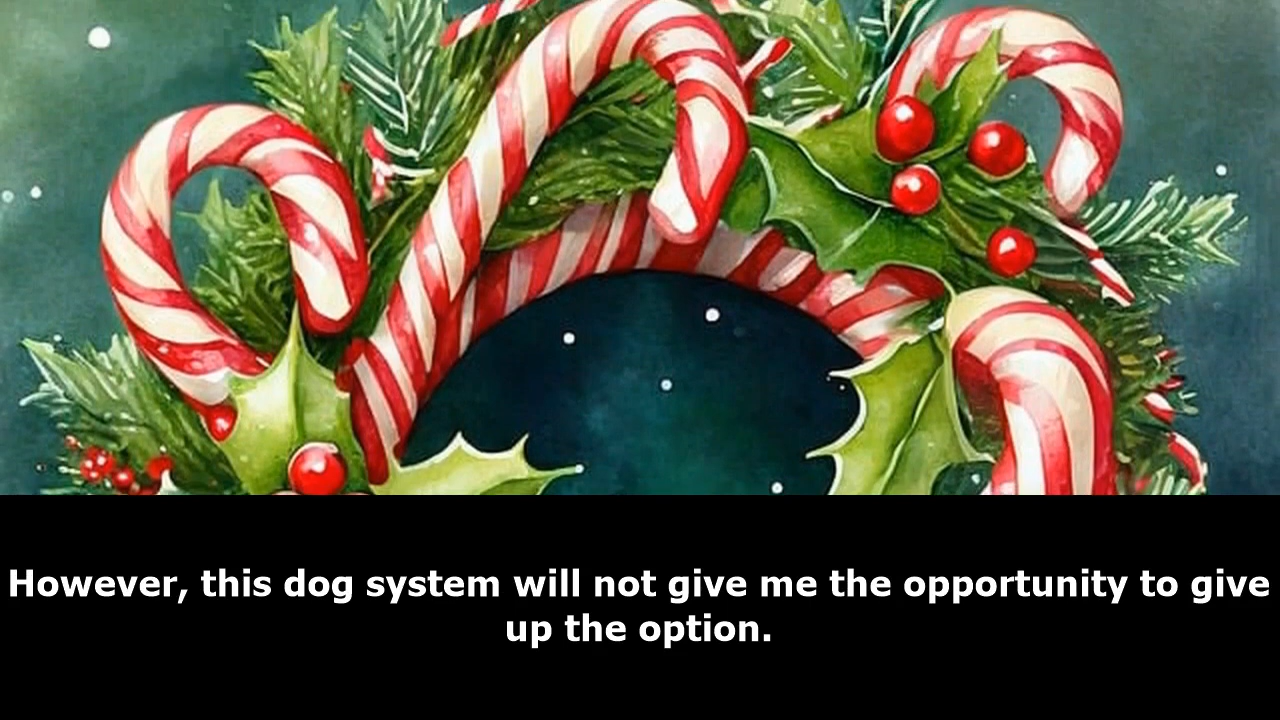 However, this dog system will not give me the opportunity to give
up the option.